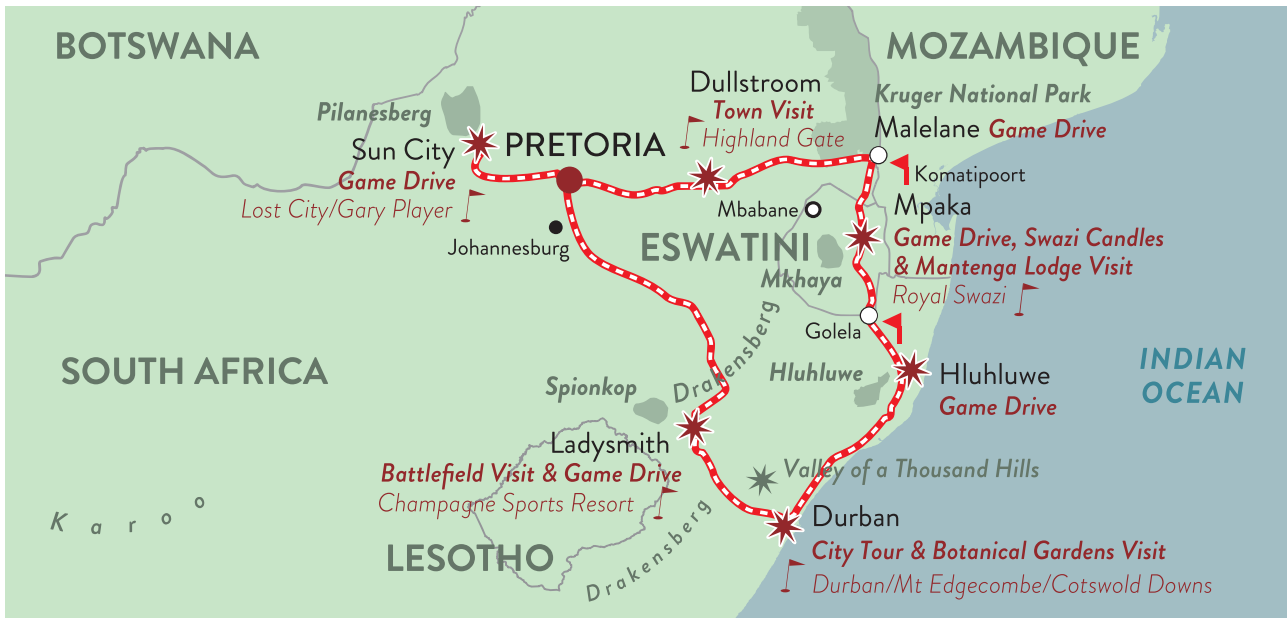 BOTSWANA
MOZAMBIQUE
Pilanesberg
Kruger National Park
Dullstroom
Town Visit
Highland Gate
Malelane Game Drive
Sun City
Game Drive
Lost City/Gary Player
PRETORIA
Komatipoort
Johannesburg
Mbabane
ESWATINI
Mkhaya
Mpaka
Game Drive, Swazi Candles
& Mantenga Lodge Visit
Royal Swazi
Golela
SOUTH AFRICA
Drakensberg
Spionkop
Hluhluwe
Hluhluwe
Game Drive
INDIAN
OCEAN
Ladysmith
Battlefield Visit & Game Drive
Champagne Sports Resort
Valley of a Thousand Hills
Karoo
LESOTHO
Drakensberg
Durban
City Tour & Botanical Gardens Visit
Durban/Mt Edgecombe/Cotswold Downs